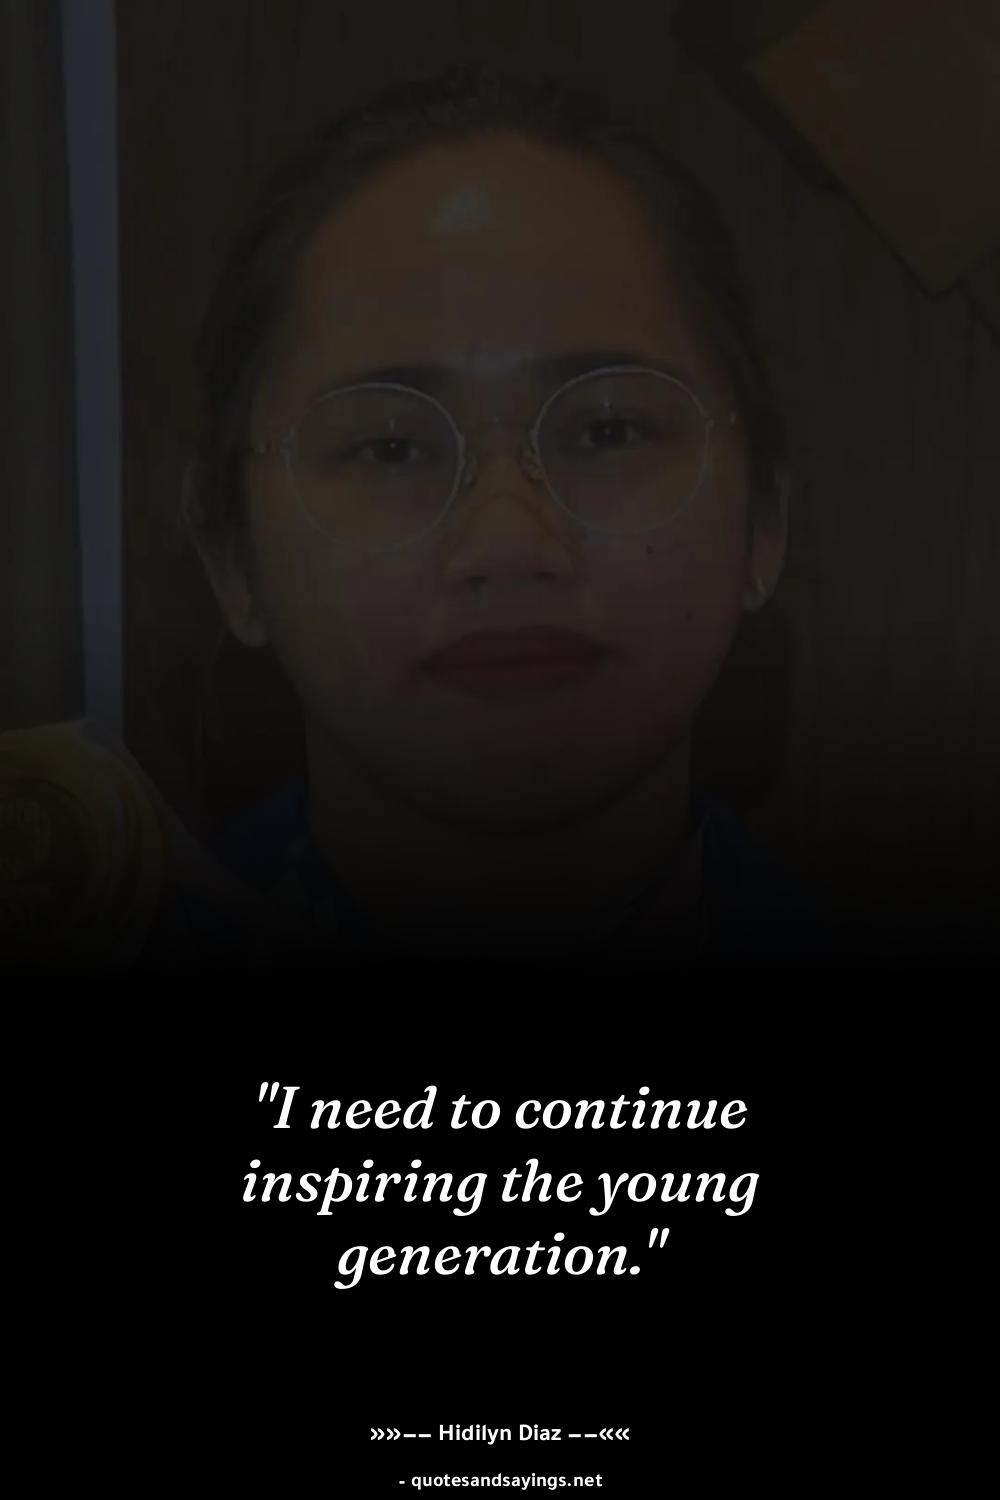 "I need to continue
inspiring the young
generation."
»»−− Hidilyn Diaz −−««
- quotesandsayings.net